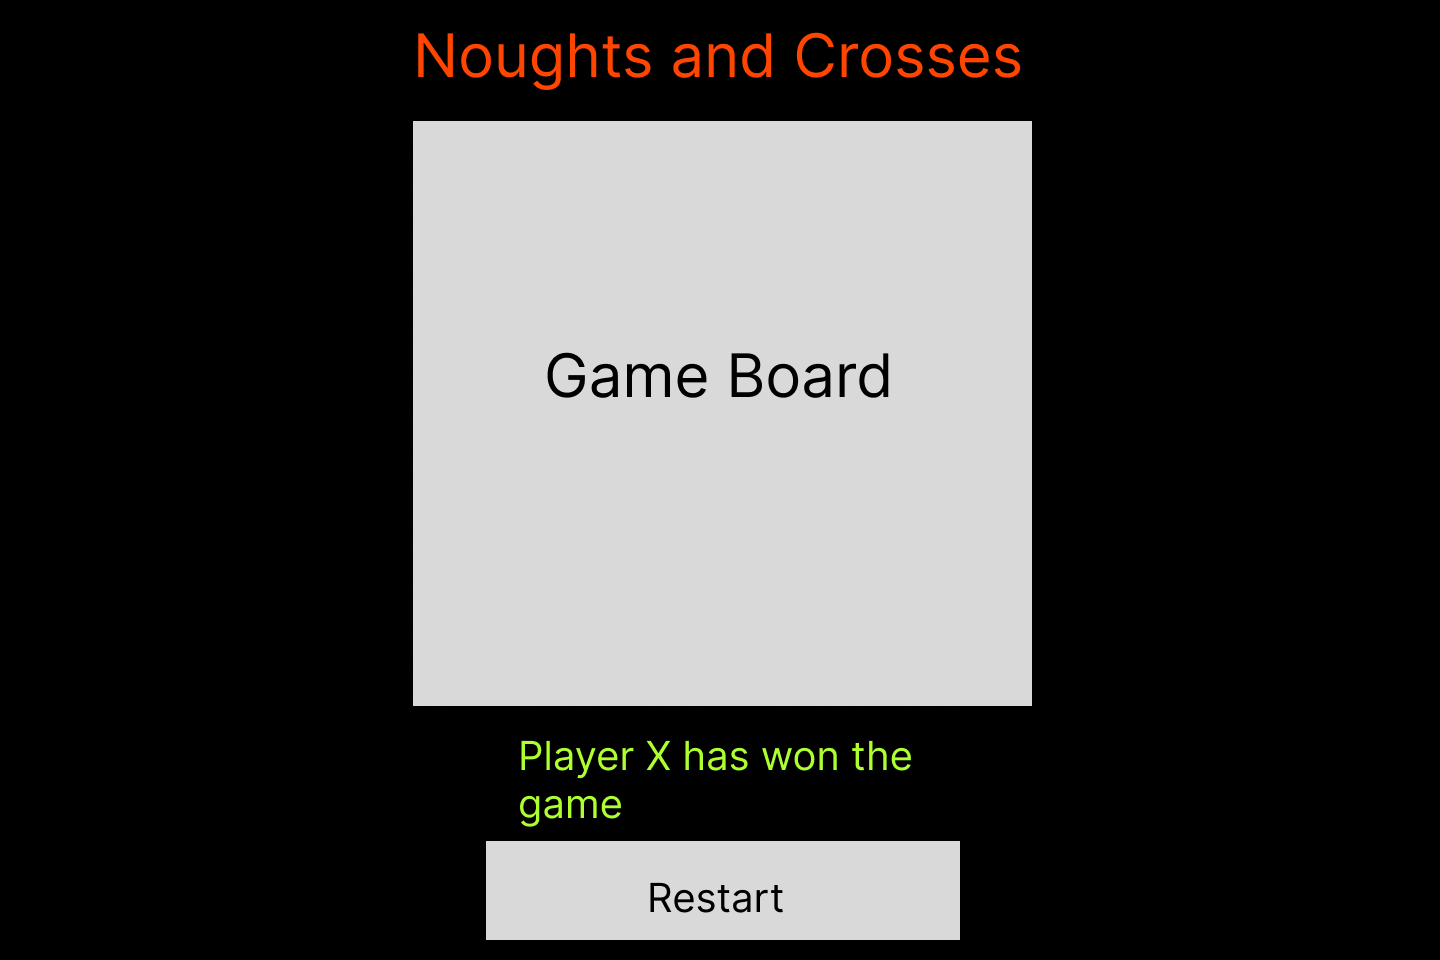 Noughts and Crosses
Game Board
Player X has won the
game
Restart